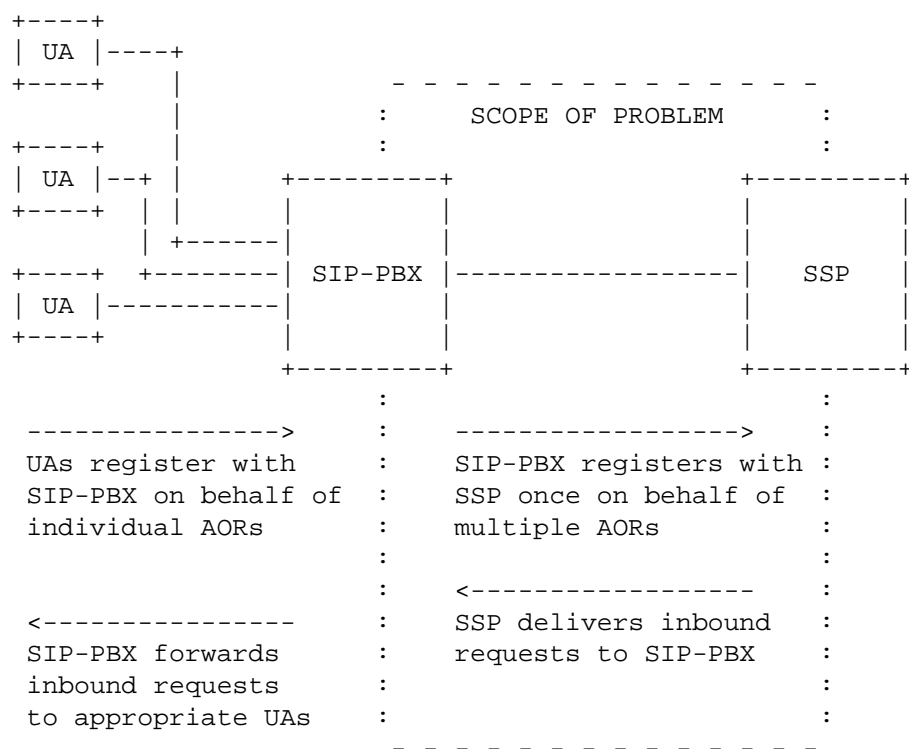 UA
SCOPE OF PROBLEM
UA
SIP-PBX
SSP
UA
UAs register with
SIP-PBX on behalf of
individual AORs
SIP-PBX registers with
SSP once on behalf of
multiple AORs
SIP-PBX forwards
inbound requests
to appropriate UAs
SSP delivers inbound
requests to SIP-PBX